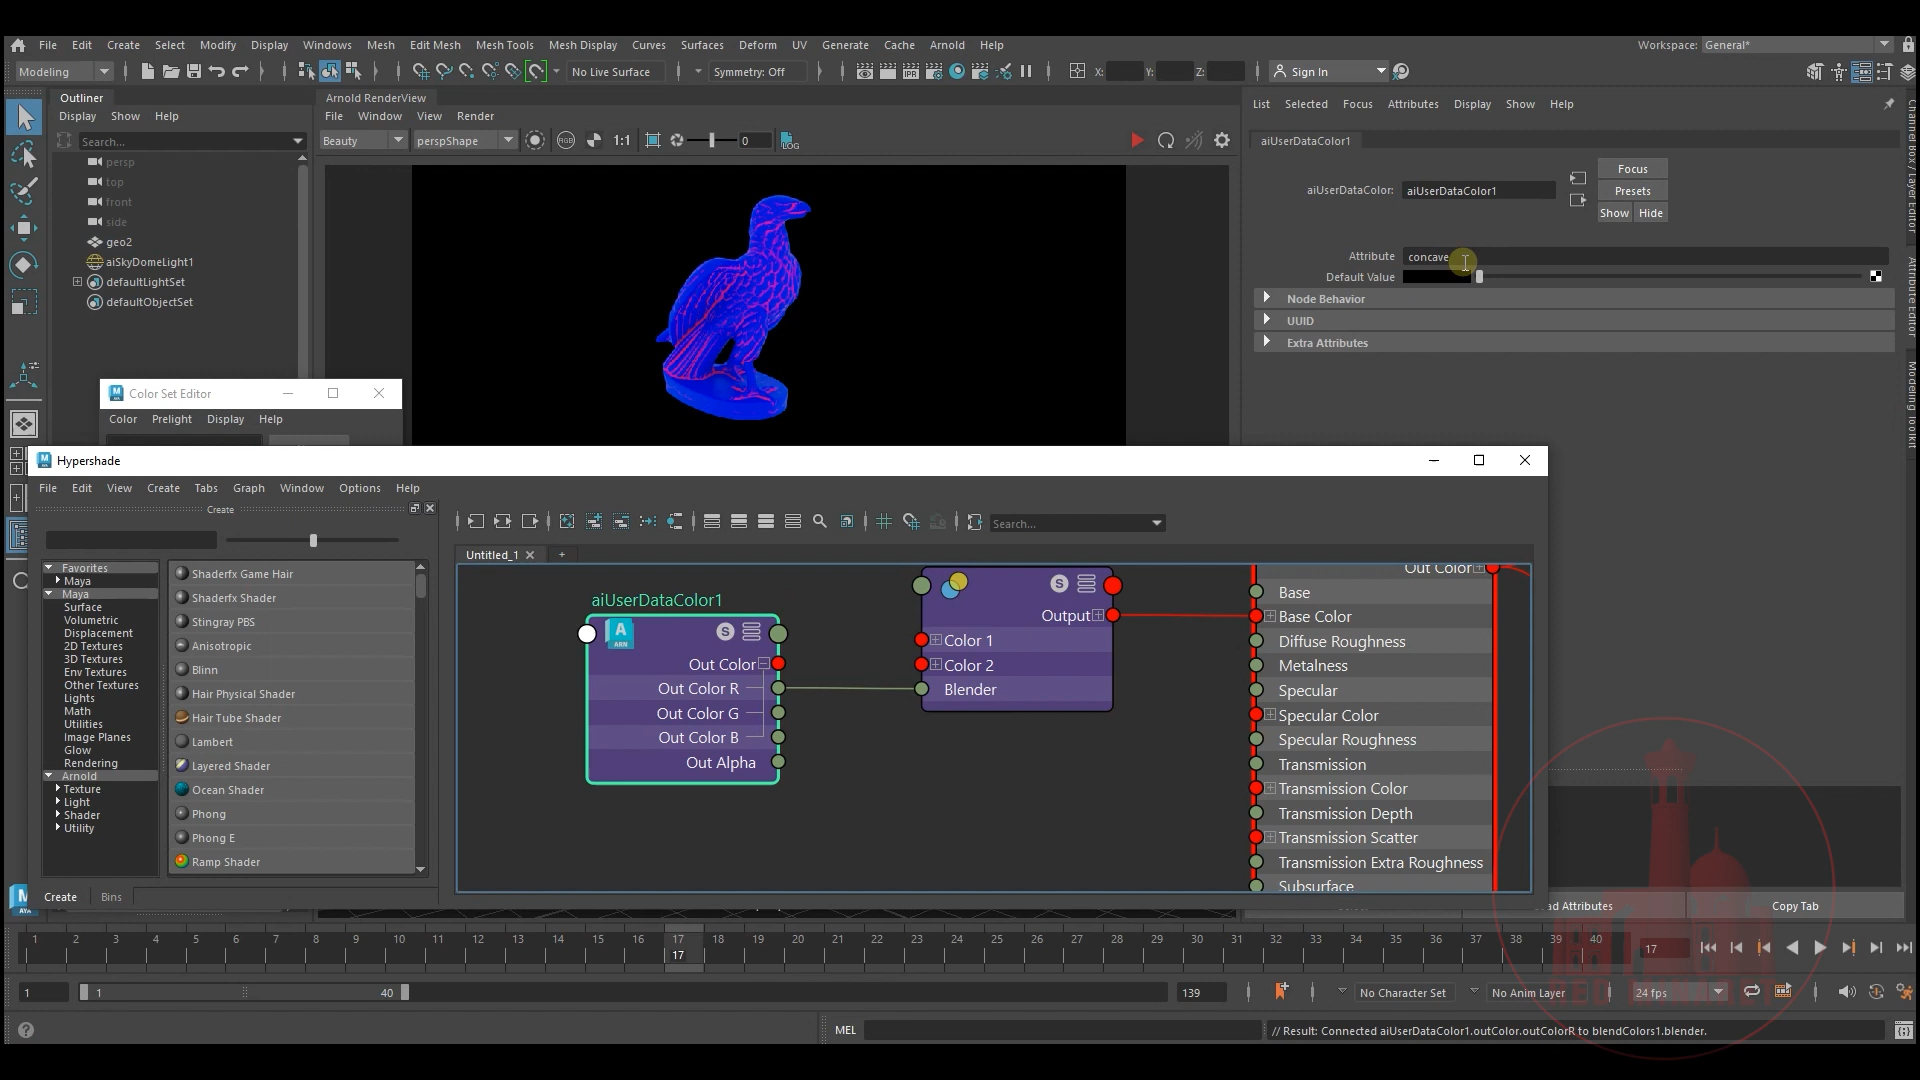 File Edit Create Select Modify Display Windows Mesh Edit Mesh Mesh Tools Mesh Display Curves Surfaces Deform UV Generate Cache Arnold Help
Workspace: General*
Modeling
No Live Surface
Symmetry: Off
X:
Y:
Z:
Sign In
Outliner
Display Show Help
Search...
persp
top
front
side
geo2
aiSkyDomeLight1
defaultLightSet
defaultObjectSet
Arnold RenderView
File Window View Render
Beauty
perspShape
1:1
0
LOG
List Selected Focus Attributes Display Show Help
aiUserDataColor1
aiUserDataColor: aiUserDataColor1
Focus
Presets
Show Hide
Attribute concave
Default Value
Node Behavior
UUID
Extra Attributes
Channel Box / Layer Editor
Attribute Editor
Modeling Toolkit
Color Set Editor
Color Prelight Display Help
Hypershade
File Edit View Create Tabs Graph Window Options Help
Create
Search...
Untitled_1
Favorites
Maya
Maya
Surface
Volumetric
Displacement
2D Textures
3D Textures
Env Textures
Other Textures
Lights
Math
Utilities
Image Planes
Glow
Rendering
Arnold
Texture
Light
Shader
Utility
Shaderfx Game Hair
Shaderfx Shader
Stingray PBS
Anisotropic
Blinn
Hair Physical Shader
Hair Tube Shader
Lambert
Layered Shader
Ocean Shader
Phong
Phong E
Ramp Shader
Create Bins
aiUserDataColor1
A
ARN
S
Out Color
Out Color R
Out Color G
Out Color B
Out Alpha
S
Output
Color 1
Color 2
Blender
Out Color
Base
Base Color
Diffuse Roughness
Metalness
Specular
Specular Color
Specular Roughness
Transmission
Transmission Color
Transmission Depth
Transmission Scatter
Transmission Extra Roughness
Subsurface
ad Attributes
Copy Tab
1 2 3 4 5 6 7 8 9 10 11 12 13 14 15 16 17 18 19 20 21 22 23 24 25 26 27 28 29 30 31 32 33 34 35 36 37 38 39 40
17
17
1
1
40
139
No Character Set
No Anim Layer
24 fps
MEL
// Result: Connected aiUserDataColor1.outColor.outColorR to blendColors1.blender.